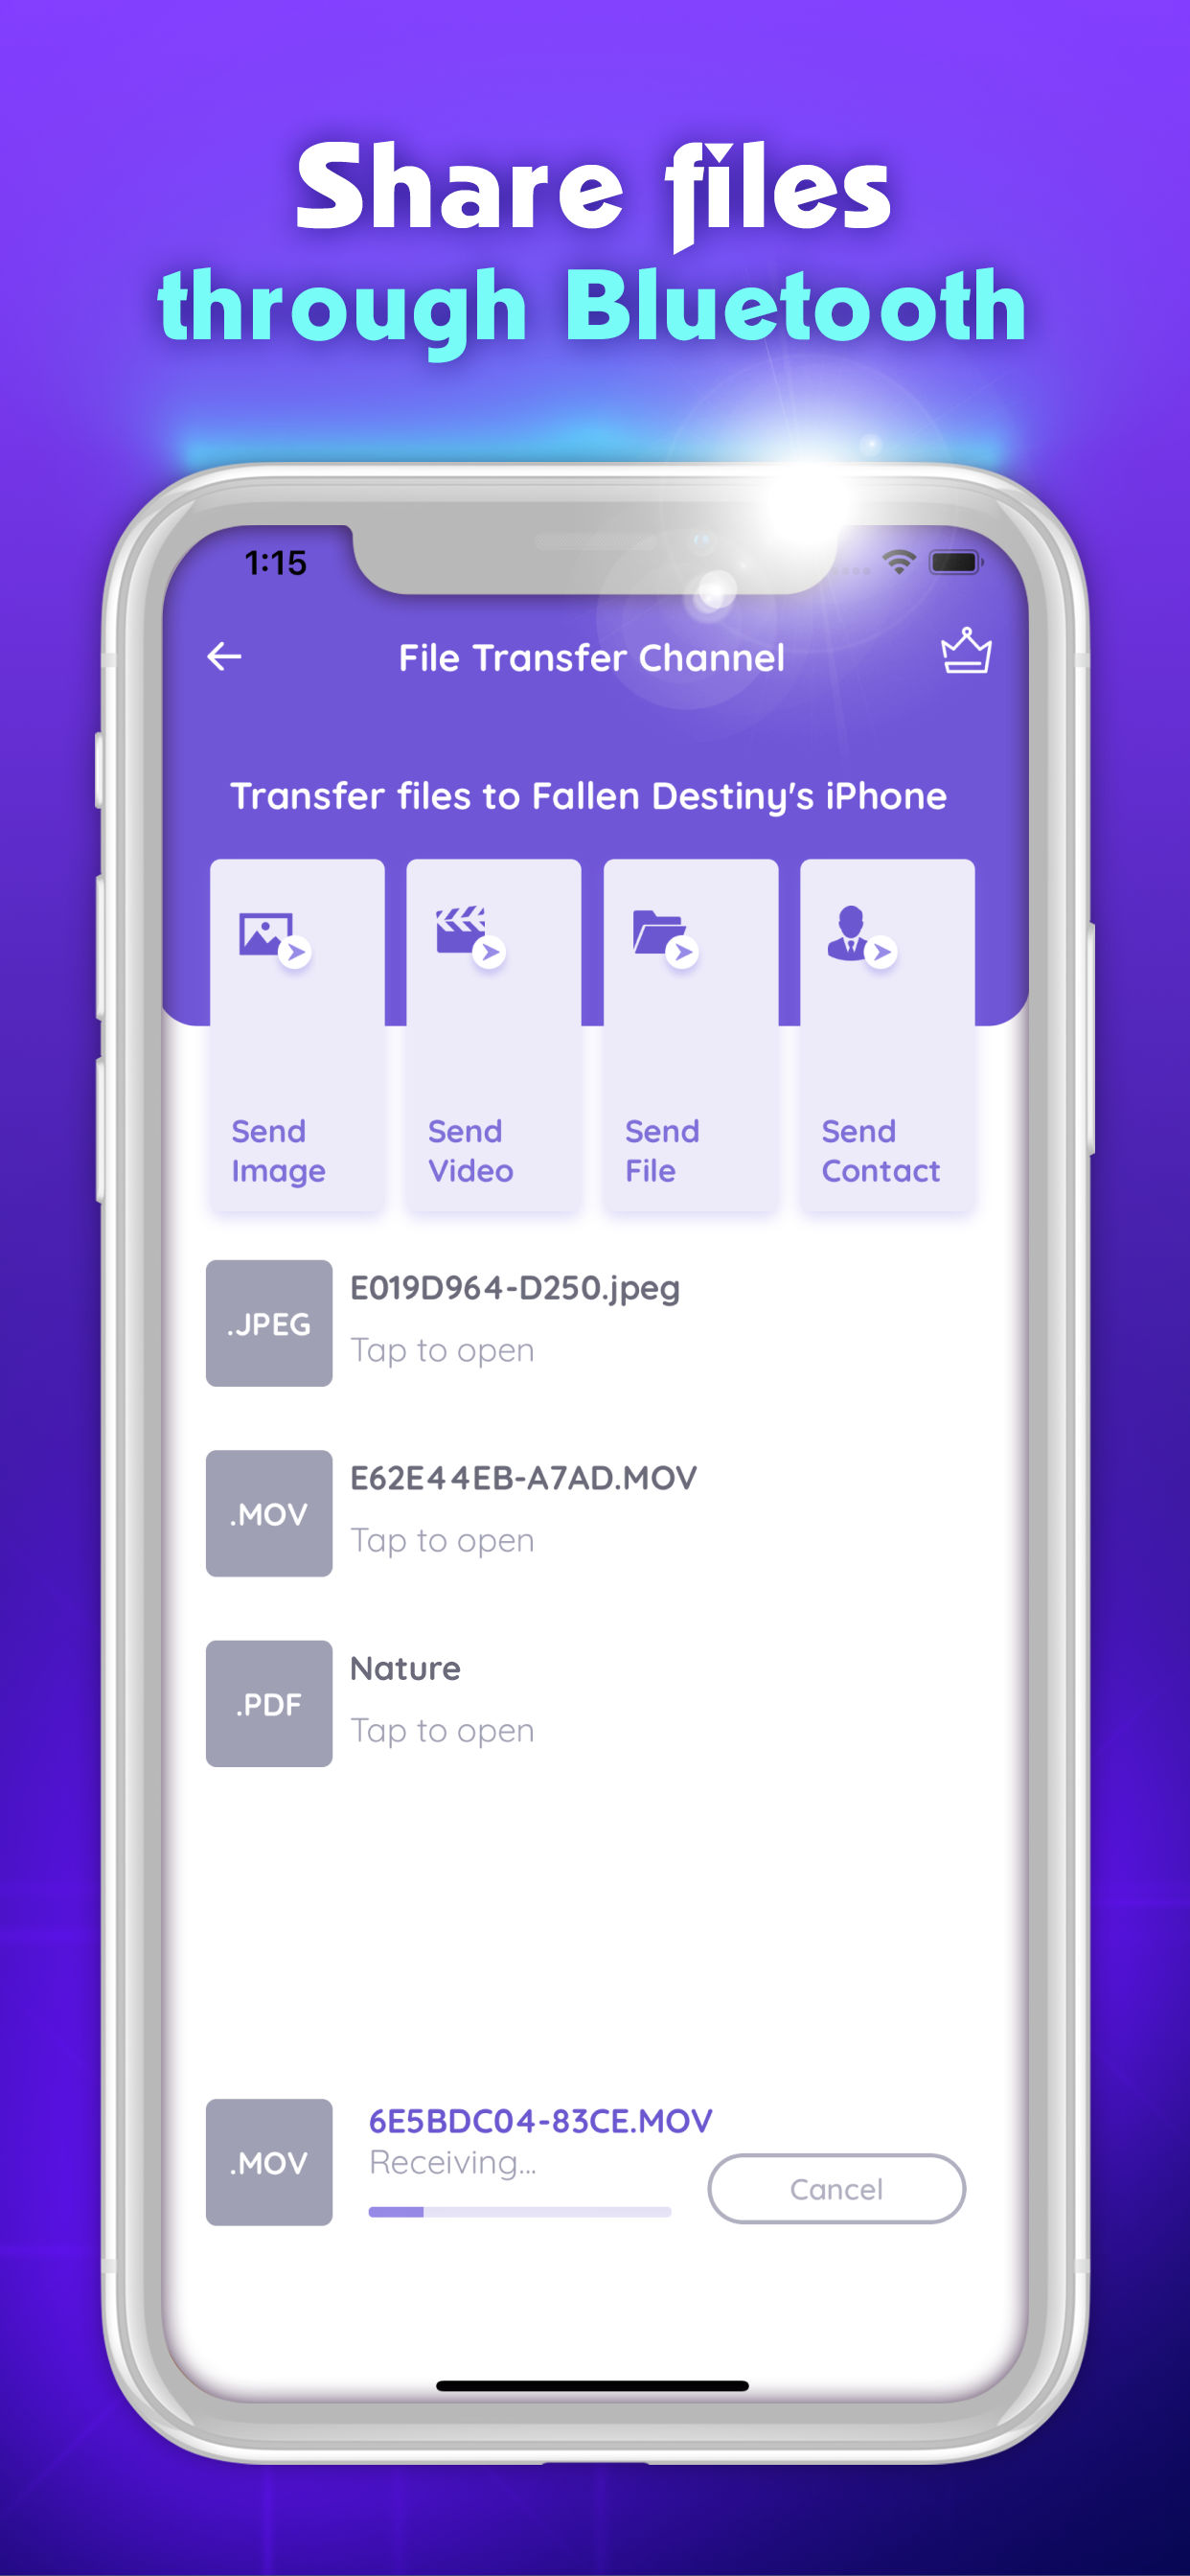 Share files
through Bluetooth
1:15
File Transfer Channel
Transfer files to Fallen Destiny's iPhone
Send
Image
Send
Video
Send
File
Send
Contact
.JPEG
E019D964-D250.jpeg
Tap to open
.MOV
E62E44EB-A7AD.MOV
Tap to open
.PDF
Nature
Tap to open
.MOV
6E5BDC04-83CE.MOV
Receiving...
Cancel